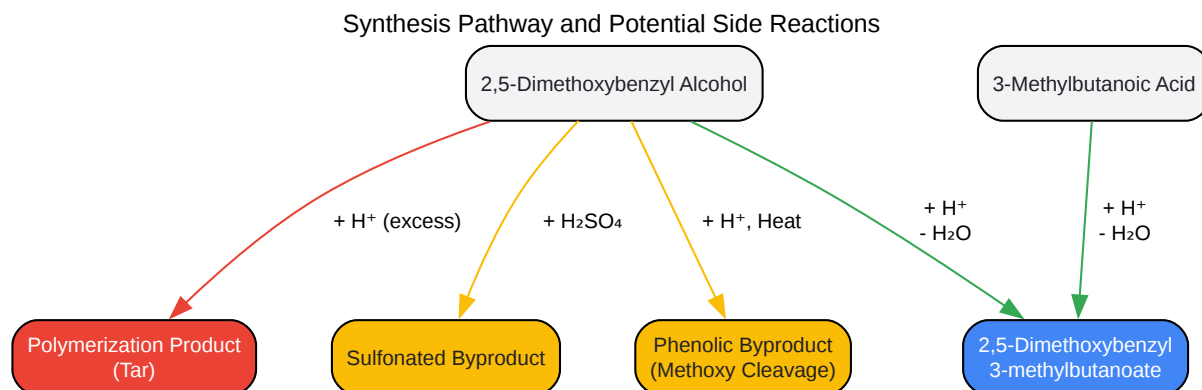 Synthesis Pathway and Potential Side Reactions
2,5-Dimethoxybenzyl Alcohol
3-Methylbutanoic Acid
+ H⁺ (excess)
+ H₂SO₄
+ H⁺, Heat
+ H⁺
- H₂O
+ H⁺
- H₂O
Polymerization Product
(Tar)
Sulfonated Byproduct
Phenolic Byproduct
(Methoxy Cleavage)
2,5-Dimethoxybenzyl
3-methylbutanoate